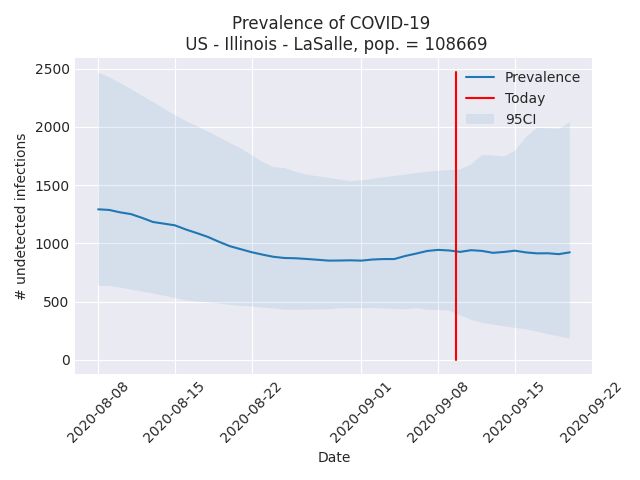 Prevalence of COVID-19
US - Illinois - LaSalle, pop. = 108669
# undetected infections
2500
2000
1500
1000
500
0
Prevalence
Today
95CI
2020-08-08
2020-08-15
2020-08-22
2020-09-01
2020-09-08
2020-09-15
2020-09-22
Date